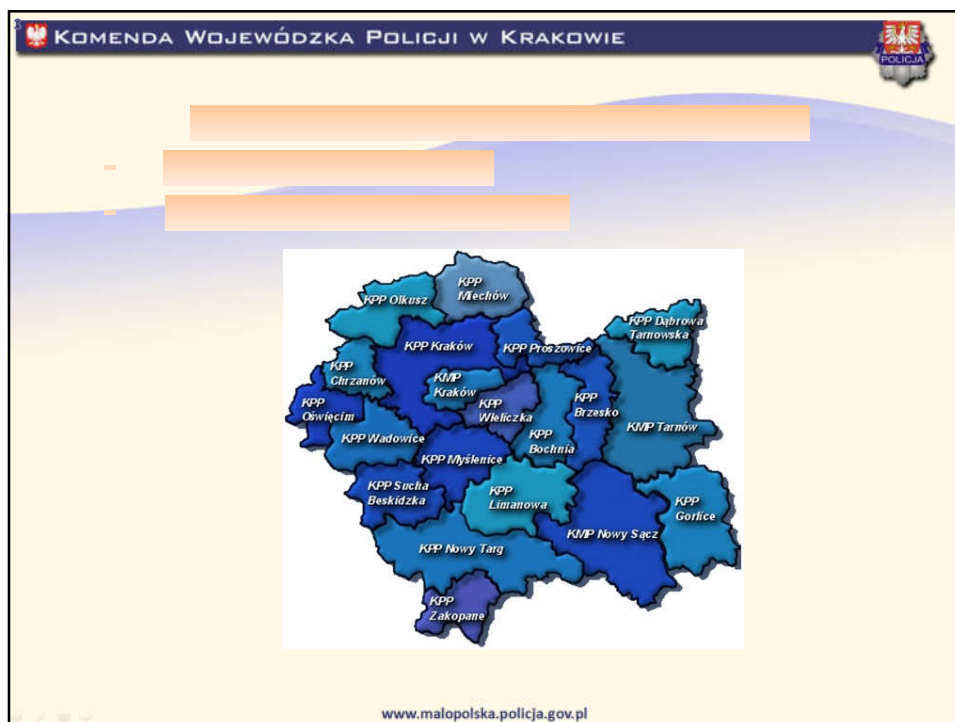 3
KOMENDA WOJEWÓDZKA POLICJI W KRAKOWIE
POLICJA
KPP
Miechów
KPP Olkusz
KPP Dąbrowa
Tarnowska
KPP Kraków
KPP Proszowice
KPP
Chrzanów
KMP
Kraków
KPP
Wieliczka
KPP
Brzesko
KPP
Oświęcim
KMP Tarnów
KPP Wadowice
KPP
Bochnia
KPP Myślenice
KPP Sucha
Beskidzka
KPP
Limanowa
KPP
Gorlice
KMP Nowy Sącz
KPP Nowy Targ
KPP
Zakopane
www.malopolska.policja.gov.pl